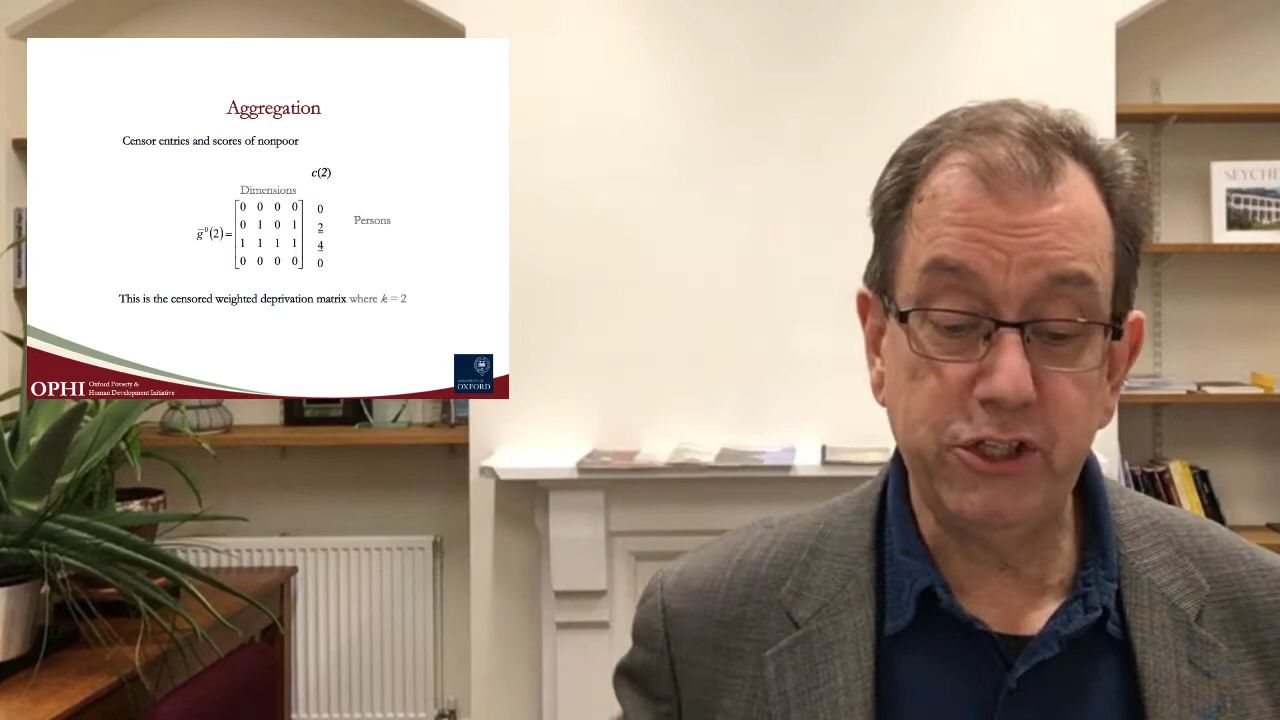 Aggregation
Censor entries and scores of nonpoor
c(2)
Dimensions
0 0 0 0 0
Persons
0 1 0 1 2
g̅⁰(2)=
1 1 1 1 4
0 0 0 0 0
This is the censored weighted deprivation matrix where k = 2
OPHI
Oxford Poverty &
Human Development Initiative
UNIVERSITY OF
OXFORD
SEYCHE